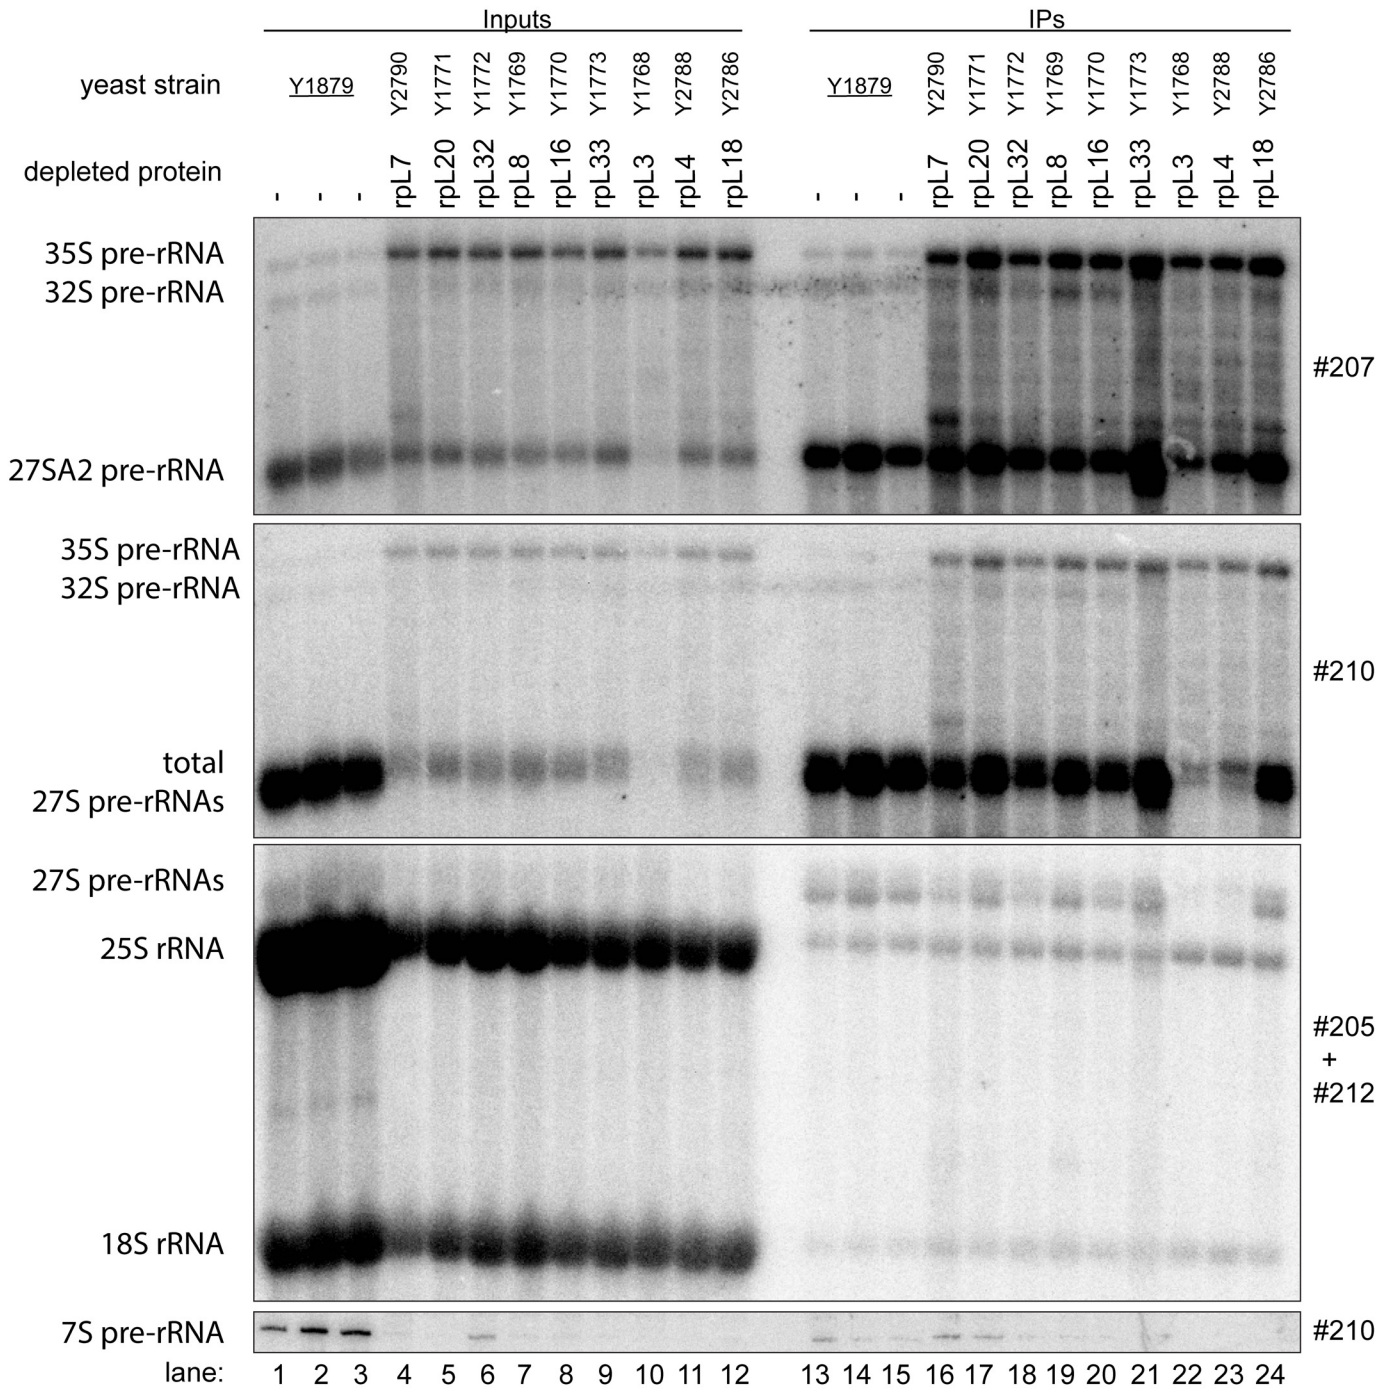 Inputs IPs
yeast strain Y1879 Y2790 Y1771 Y1772 Y1769 Y1770 Y1773 Y1768 Y2788 Y2786 Y1879 Y2790 Y1771 Y1772 Y1769 Y1770 Y1773 Y1768 Y2788 Y2786
depleted protein - - - rpL7 rpL20 rpL32 rpL8 rpL16 rpL33 rpL3 rpL4 rpL18 - - - rpL7 rpL20 rpL32 rpL8 rpL16 rpL33 rpL3 rpL4 rpL18
35S pre-rRNA
32S pre-rRNA
#207
27SA2 pre-rRNA
35S pre-rRNA
32S pre-rRNA
#210
total
27S pre-rRNAs
27S pre-rRNAs
25S rRNA
#205
+
#212
18S rRNA
7S pre-rRNA #210
lane: 1 2 3 4 5 6 7 8 9 10 11 12 13 14 15 16 17 18 19 20 21 22 23 24